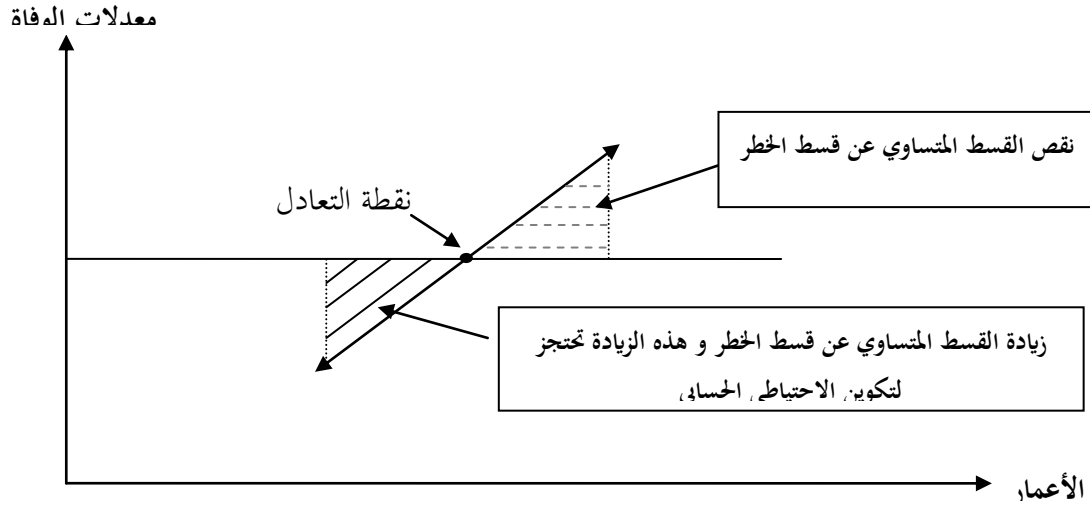 معدلات الوفاة
نقص القسط المتساوي عن قسط الخطر
نقطة التعادل
زيادة القسط المتساوي عن قسط الخطر و هذه الزيادة تحتجز
لتكوين الاحتياطي الحسابي
الأعمار